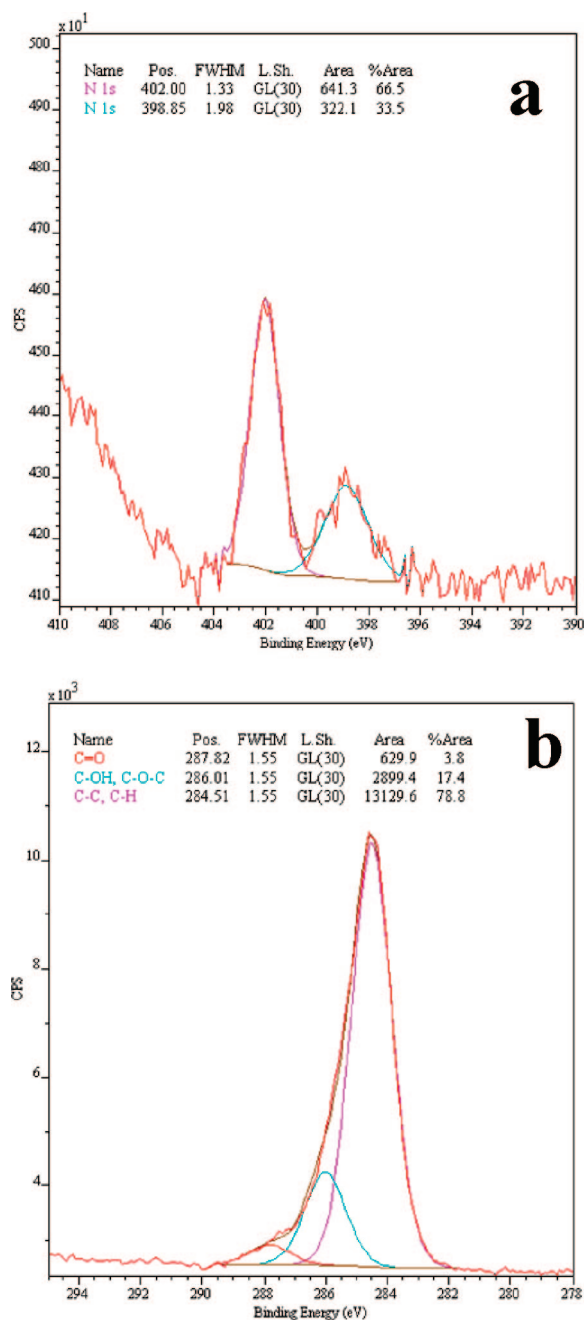 x 10¹
a
Name Pos. FWHM L.Sh. Area %Area
N 1s 402.00 1.33 GL(30) 641.3 66.5
N 1s 398.85 1.98 GL(30) 322.1 33.5
502
490
480
470
460
450
440
430
420
410
CPS
410 408 406 404 402 400 398 396 394 392 390
Binding Energy (eV)
x 10³
b
Name Pos. FWHM L.Sh. Area %Area
C=O 287.82 1.55 GL(30) 629.9 3.8
C-OH, C-O-C 286.01 1.55 GL(30) 2899.4 17.4
C-C, C-H 284.51 1.55 GL(30) 13129.6 78.8
12
10
8
6
4
CPS
294 292 290 288 286 284 282 280 278
Binding Energy (eV)